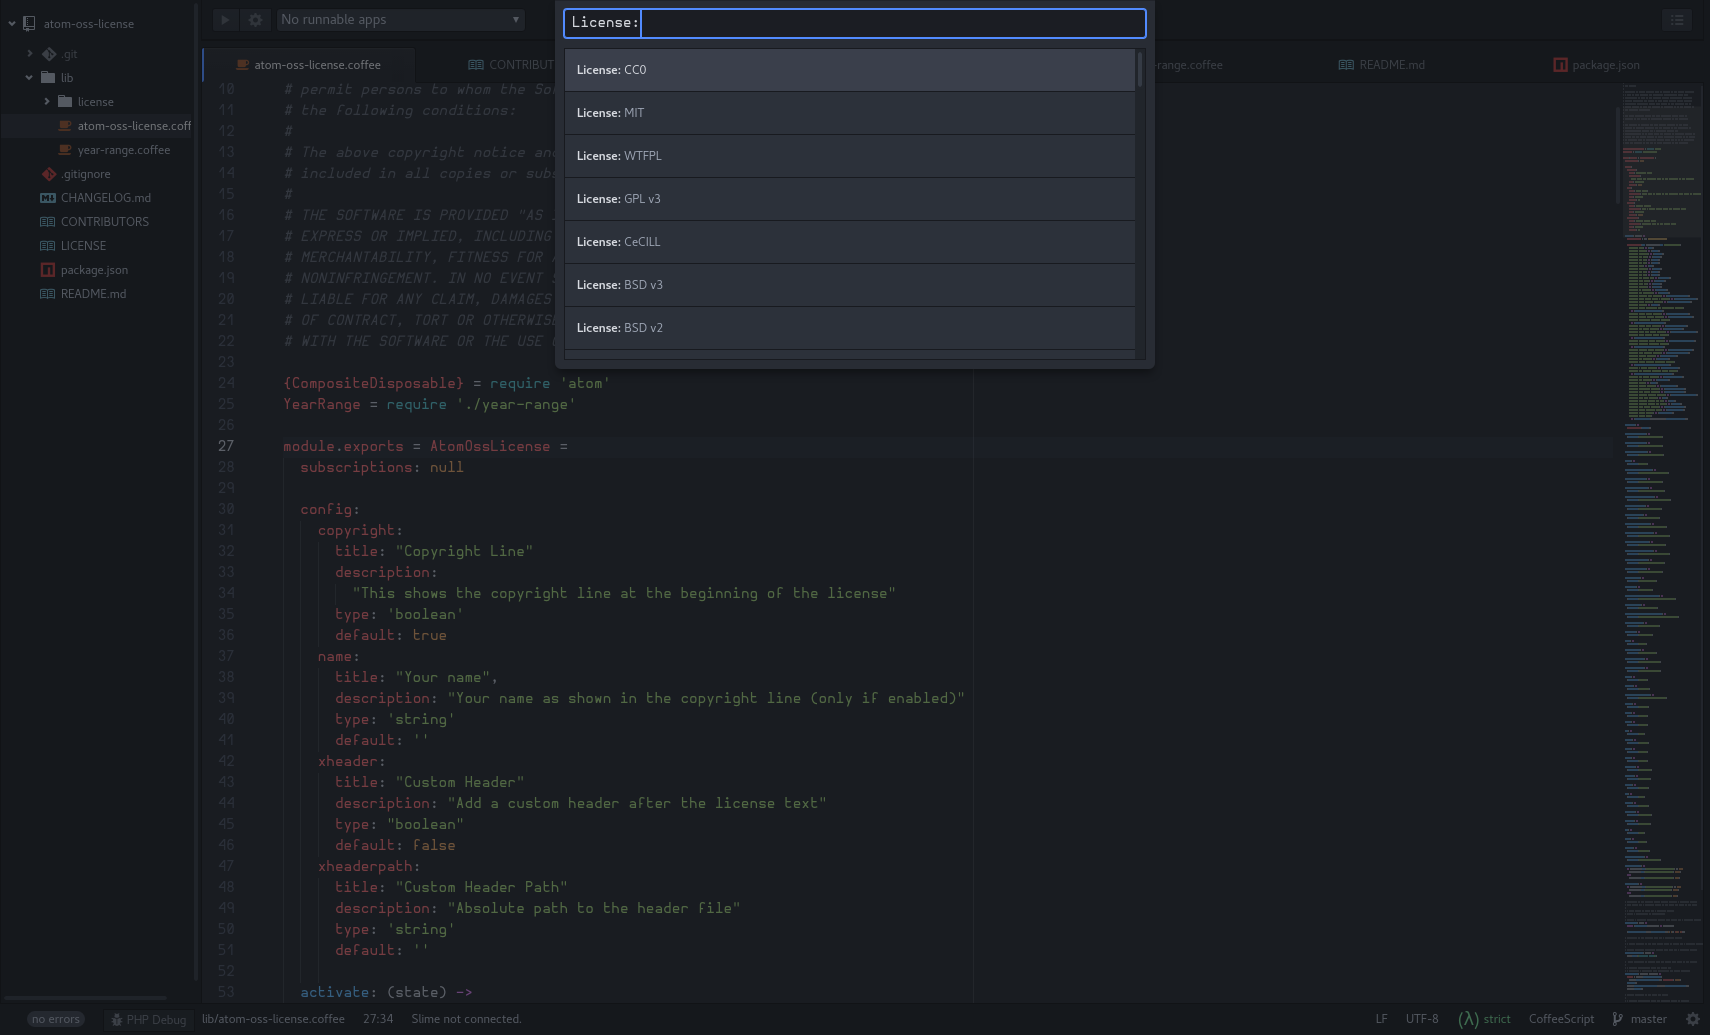 atom-oss-license
.git
lib
license
atom-oss-license.coff
year-range.coffee
.gitignore
CHANGELOG.md
CONTRIBUTORS
LICENSE
package.json
README.md
No runnable apps
atom-oss-license.coffee
CONTRIBUT
-range.coffee
README.md
package.json
License:
License: CC0
License: MIT
License: WTFPL
License: GPL v3
License: CeCILL
License: BSD v3
License: BSD v2
10 # permit persons to whom the So
11 # the following conditions:
12 #
13 # The above copyright notice an
14 # included in all copies or sub
15 #
16 # THE SOFTWARE IS PROVIDED "AS
17 # EXPRESS OR IMPLIED, INCLUDING
18 # MERCHANTABILITY, FITNESS FOR
19 # NONINFRINGEMENT. IN NO EVENT
20 # LIABLE FOR ANY CLAIM, DAMAGES
21 # OF CONTRACT, TORT OR OTHERWIS
22 # WITH THE SOFTWARE OR THE USE
23
24 {CompositeDisposable} = require 'atom'
25 YearRange = require './year-range'
26
27 module.exports = AtomOssLicense =
28 subscriptions: null
29
30 config:
31 copyright:
32 title: "Copyright Line"
33 description:
34 "This shows the copyright line at the beginning of the license"
35 type: 'boolean'
36 default: true
37 name:
38 title: "Your name",
39 description: "Your name as shown in the copyright line (only if enabled)"
40 type: 'string'
41 default: ''
42 xheader:
43 title: "Custom Header"
44 description: "Add a custom header after the license text"
45 type: "boolean"
46 default: false
47 xheaderpath:
48 title: "Custom Header Path"
49 description: "Absolute path to the header file"
50 type: 'string'
51 default: ''
52
53 activate: (state) ->
no errors
PHP Debug
lib/atom-oss-license.coffee
27:34
Slime not connected.
LF
UTF-8
(λ) strict
CoffeeScript
master